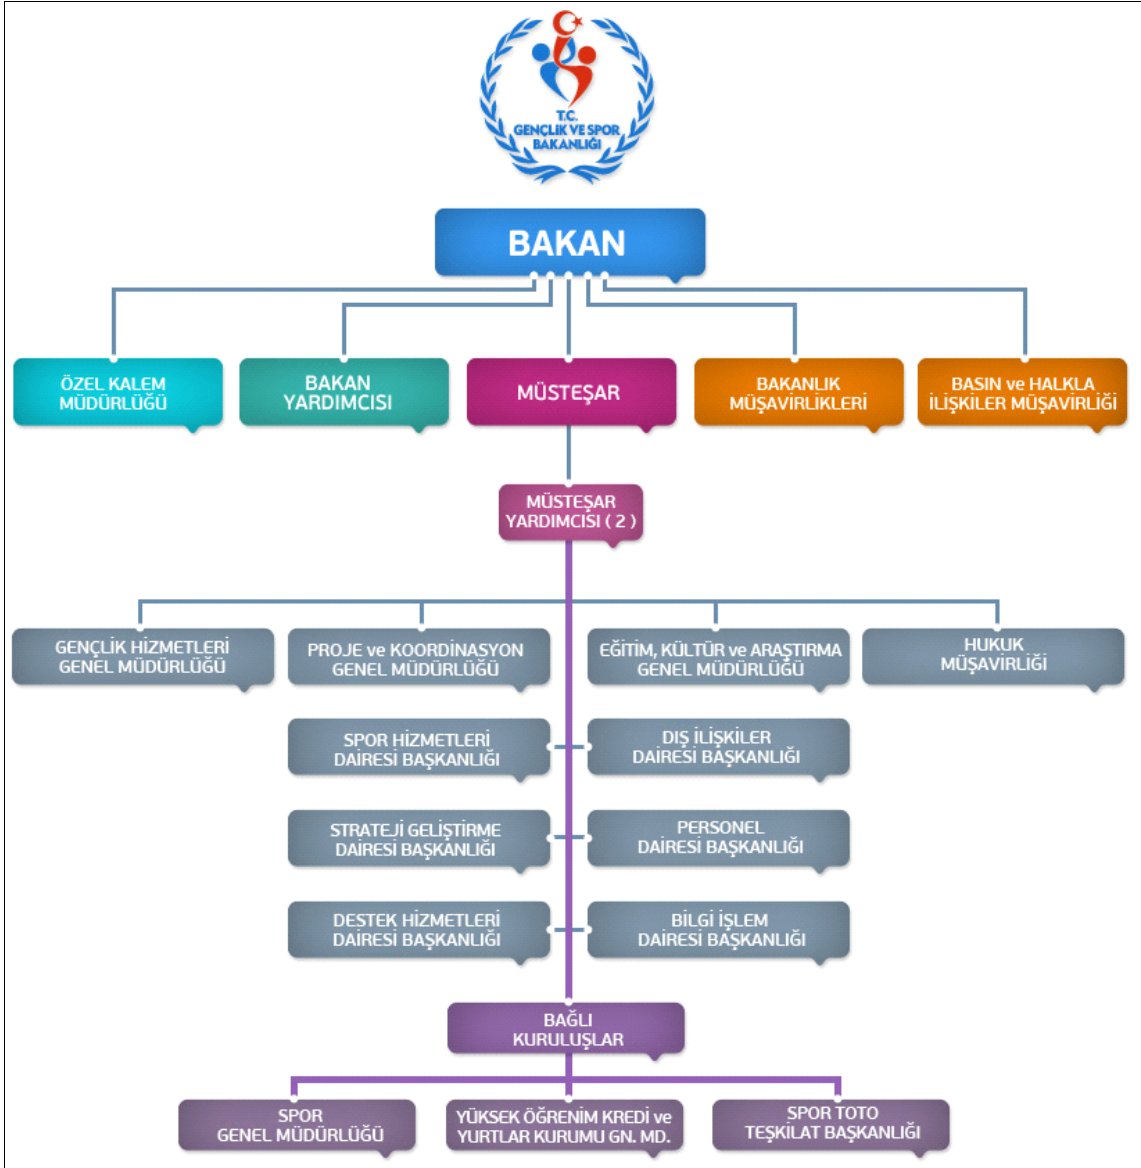 T.C.
GENÇLİK VE SPOR
BAKANLIĞI
BAKAN
ÖZEL KALEM
MÜDÜRLÜĞÜ
BAKAN
YARDIMCISI
MÜSTEŞAR
BAKANLIK
MÜŞAVİRLİKLERİ
BASIN ve HALKLA
İLİŞKİLER MÜŞAVİRLİĞİ
MÜSTEŞAR
YARDIMCISI ( 2 )
GENÇLİK HİZMETLERİ
GENEL MÜDÜRLÜĞÜ
PROJE ve KOORDİNASYON
GENEL MÜDÜRLÜĞÜ
EĞİTİM, KÜLTÜR ve ARAŞTIRMA
GENEL MÜDÜRLÜĞÜ
HUKUK
MÜŞAVİRLİĞİ
SPOR HİZMETLERİ
DAİRESİ BAŞKANLIĞI
DIŞ İLİŞKİLER
DAİRESİ BAŞKANLIĞI
STRATEJİ GELİŞTİRME
DAİRESİ BAŞKANLIĞI
PERSONEL
DAİRESİ BAŞKANLIĞI
DESTEK HİZMETLERİ
DAİRESİ BAŞKANLIĞI
BİLGİ İŞLEM
DAİRESİ BAŞKANLIĞI
BAĞLI
KURULUŞLAR
SPOR
GENEL MÜDÜRLÜĞÜ
YÜKSEK ÖĞRENİM KREDİ ve
YURTLAR KURUMU GN. MD.
SPOR TOTO
TEŞKİLAT BAŞKANLIĞI